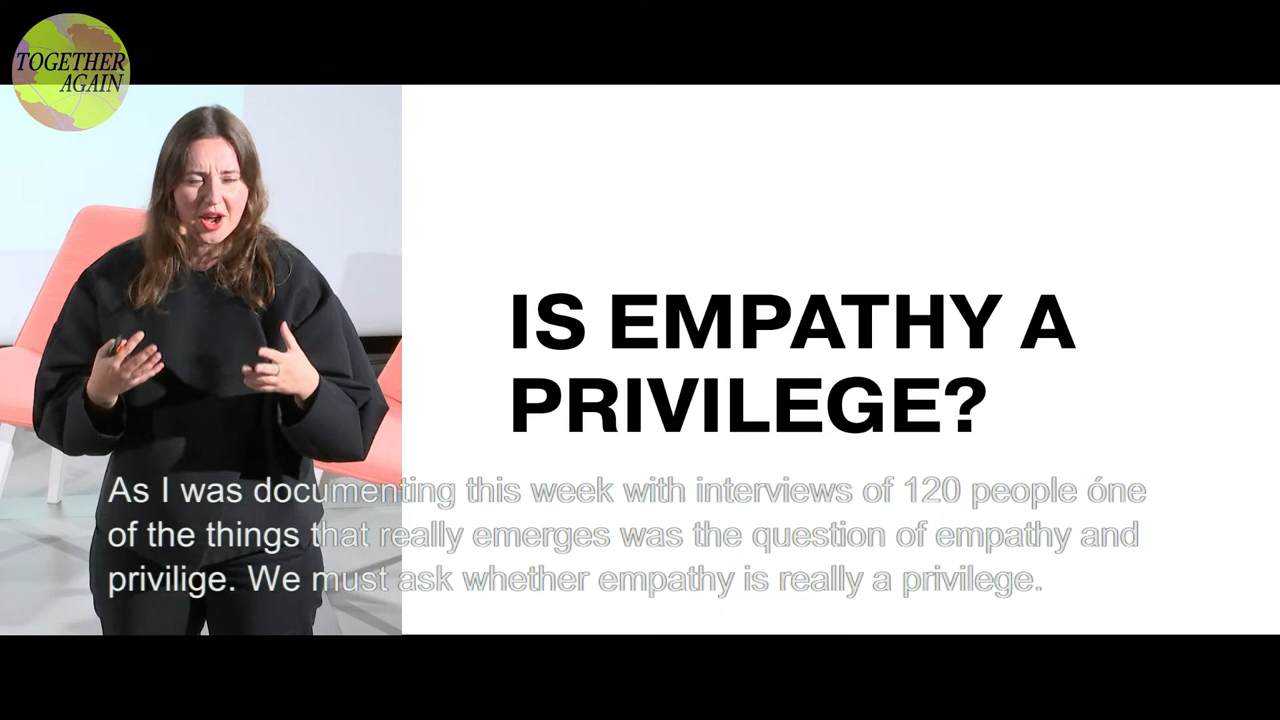 TOGETHER
AGAIN
IS EMPATHY A
PRIVILEGE?
As I was documenting this week with interviews of 120 people óne
of the things that really emerges was the question of empathy and
privilige. We must ask whether empathy is really a privilege.